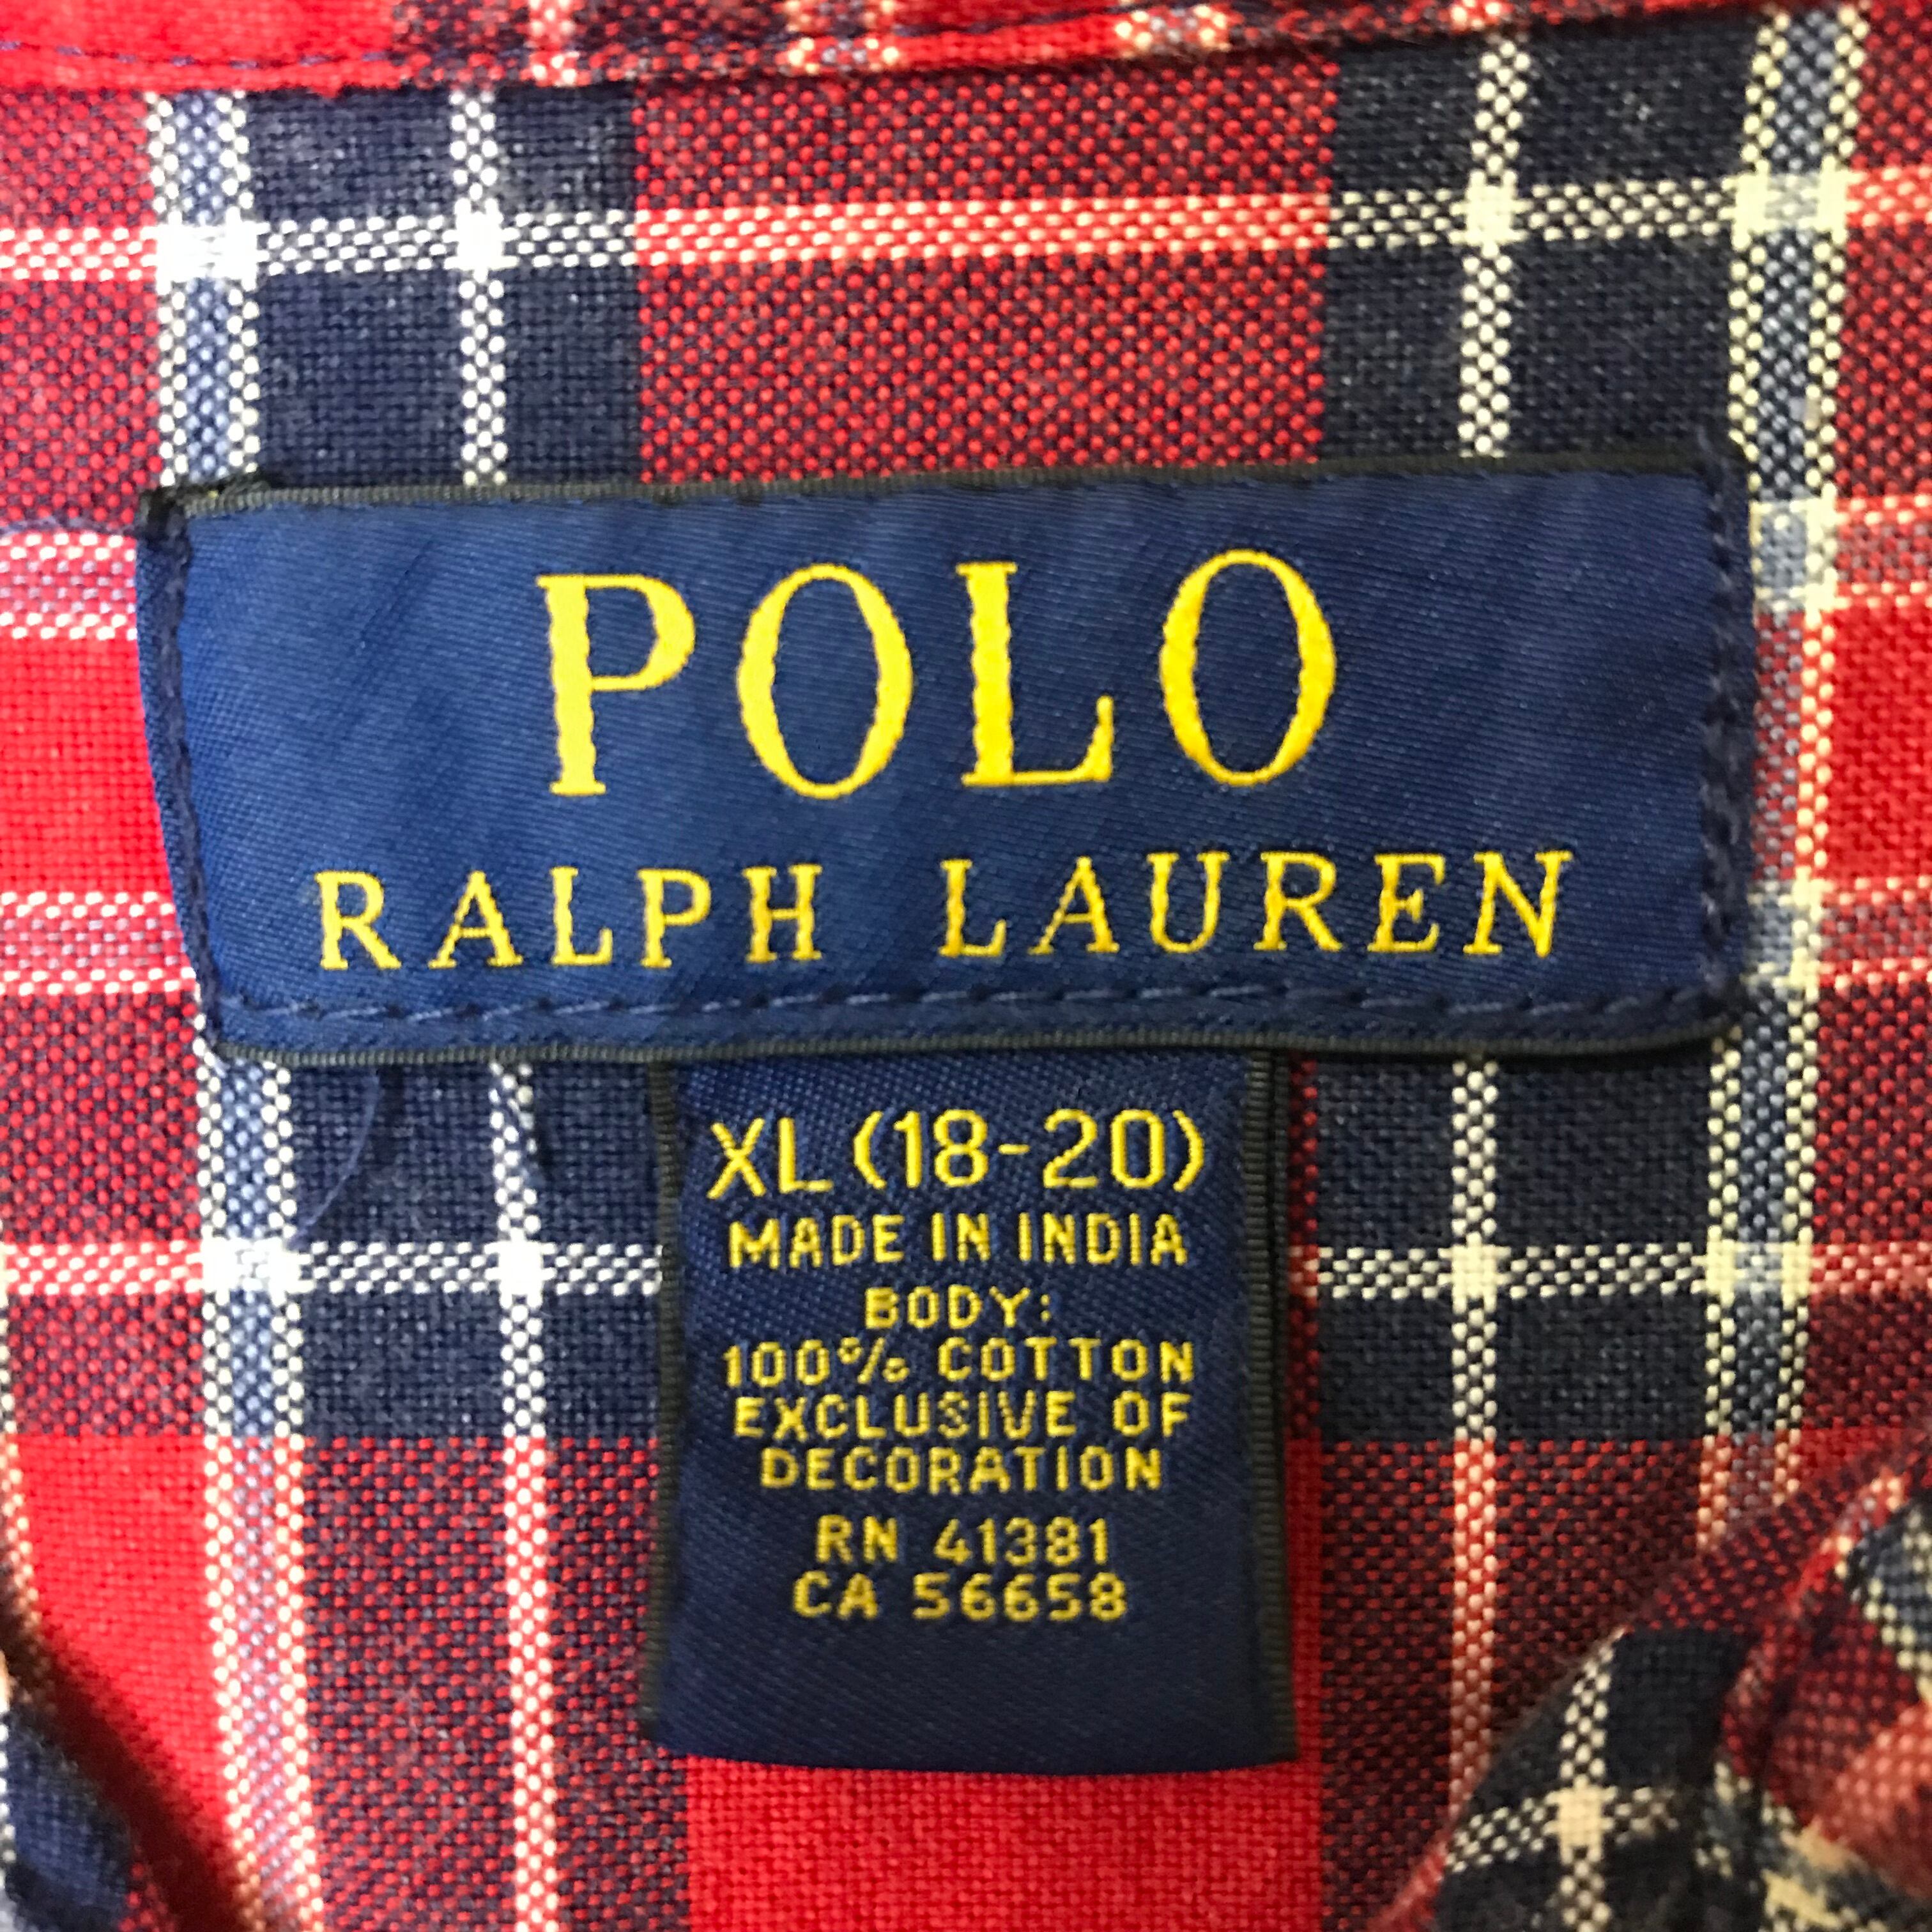 POLO
RALPH LAUREN
XL (18-20)
MADE IN INDIA
BODY:
100% COTTON
EXCLUSIVE OF
DECORATION
RN 41381
CA 56658